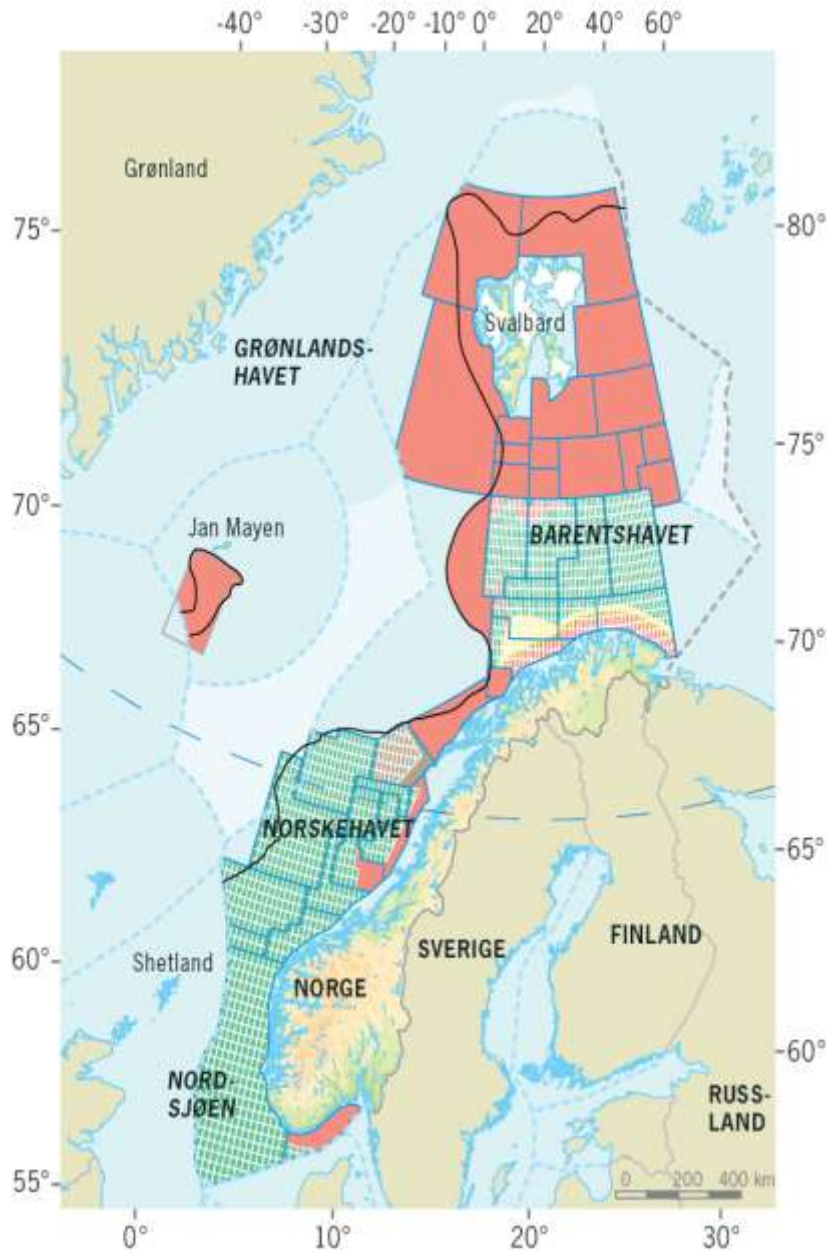 -40° -30° -20° -10° 0° 20° 40° 60°
Grønland
75°
80°
Svalbard
GRØNLANDS-
HAVET
75°
70°
Jan Mayen
BARENTSHAVET
70°
65°
NORSKEHAVET
65°
SVERIGE
FINLAND
60°
Shetland
NORGE
60°
NORD-
SJØEN
RUSS-
LAND
0 200 400 km
55°
0° 10° 20° 30°